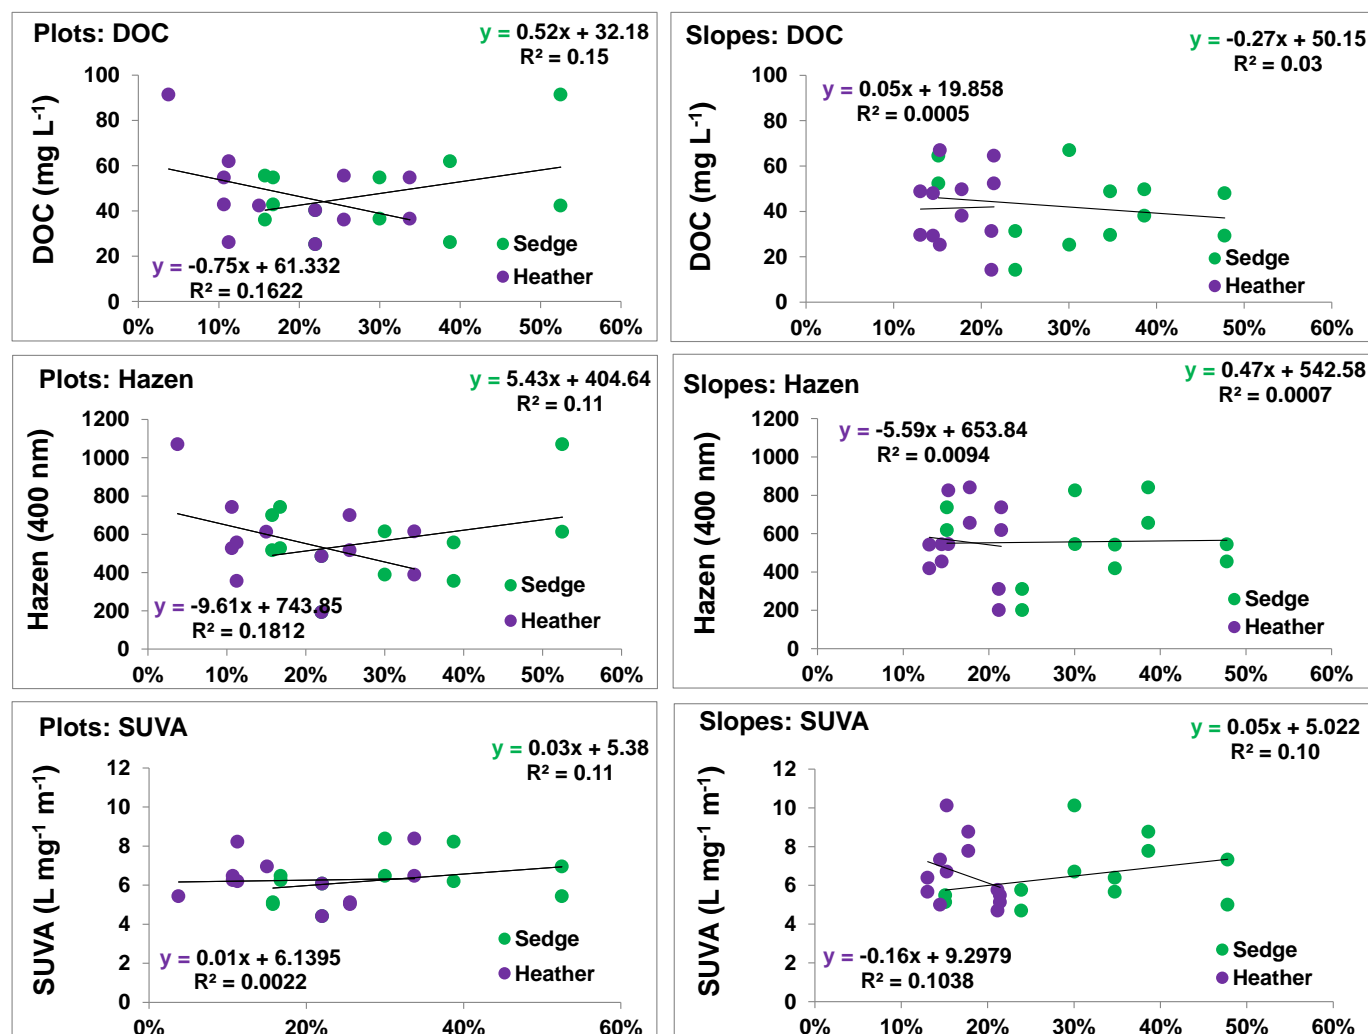 Plots: DOC
y = 0.52x + 32.18
R² = 0.15
DOC (mg L⁻¹)
100
80
60
40
20
0
y = -0.75x + 61.332
R² = 0.1622
Sedge
Heather
0% 10% 20% 30% 40% 50% 60%
Slopes: DOC
y = -0.27x + 50.15
R² = 0.03
y = 0.05x + 19.858
R² = 0.0005
DOC (mg L⁻¹)
100
80
60
40
20
0
Sedge
Heather
0% 10% 20% 30% 40% 50% 60%
Plots: Hazen
y = 5.43x + 404.64
R² = 0.11
Hazen (400 nm)
1200
1000
800
600
400
200
0
y = -9.61x + 743.85
R² = 0.1812
Sedge
Heather
0% 10% 20% 30% 40% 50% 60%
Slopes: Hazen
y = 0.47x + 542.58
R² = 0.0007
y = -5.59x + 653.84
R² = 0.0094
Hazen (400 nm)
1200
1000
800
600
400
200
0
Sedge
Heather
0% 10% 20% 30% 40% 50% 60%
Plots: SUVA
y = 0.03x + 5.38
R² = 0.11
SUVA (L mg⁻¹ m⁻¹)
12
10
8
6
4
2
0
y = 0.01x + 6.1395
R² = 0.0022
Sedge
Heather
0% 10% 20% 30% 40% 50% 60%
Slopes: SUVA
y = 0.05x + 5.022
R² = 0.10
SUVA (L mg⁻¹ m⁻¹)
12
10
8
6
4
2
0
y = -0.16x + 9.2979
R² = 0.1038
Sedge
Heather
0% 10% 20% 30% 40% 50% 60%